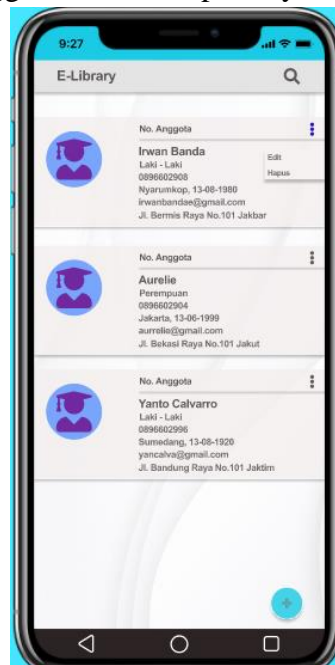 9:27
E-Library
No. Anggota
Irwan Banda
Laki - Laki
0896602908
Nyarumkop, 13-08-1980
irwanbandae@gmail.com
Jl. Bermis Raya No.101 Jakbar
Edit
Hapus
No. Anggota
Aurelie
Perempuan
0896602904
Jakarta, 13-06-1999
aurrelie@gmail.com
Jl. Bekasi Raya No.101 Jakut
No. Anggota
Yanto Calvarro
Laki - Laki
0896602996
Sumedang, 13-08-1920
yancalva@gmail.com
Jl. Bandung Raya No.101 Jaktim